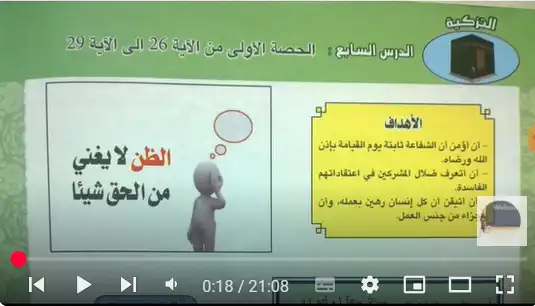 التزكية
الدرس السابع: الحصة الأولى من الآية 26 الى الآية 29
الأهداف
- أن أؤمن أن الشفاعة ثابتة يوم القيامة بإذن
الله ورضاه.
- أن أتعرف ضلال المشركين في اعتقاداتهم
الفاسدة.
أن أتيقن أن كل إنسان رهين بعمله، وأن
جزاء من جنس العمل.
الظن لا يغني
من الحق شيئا
0:18 / 21:08